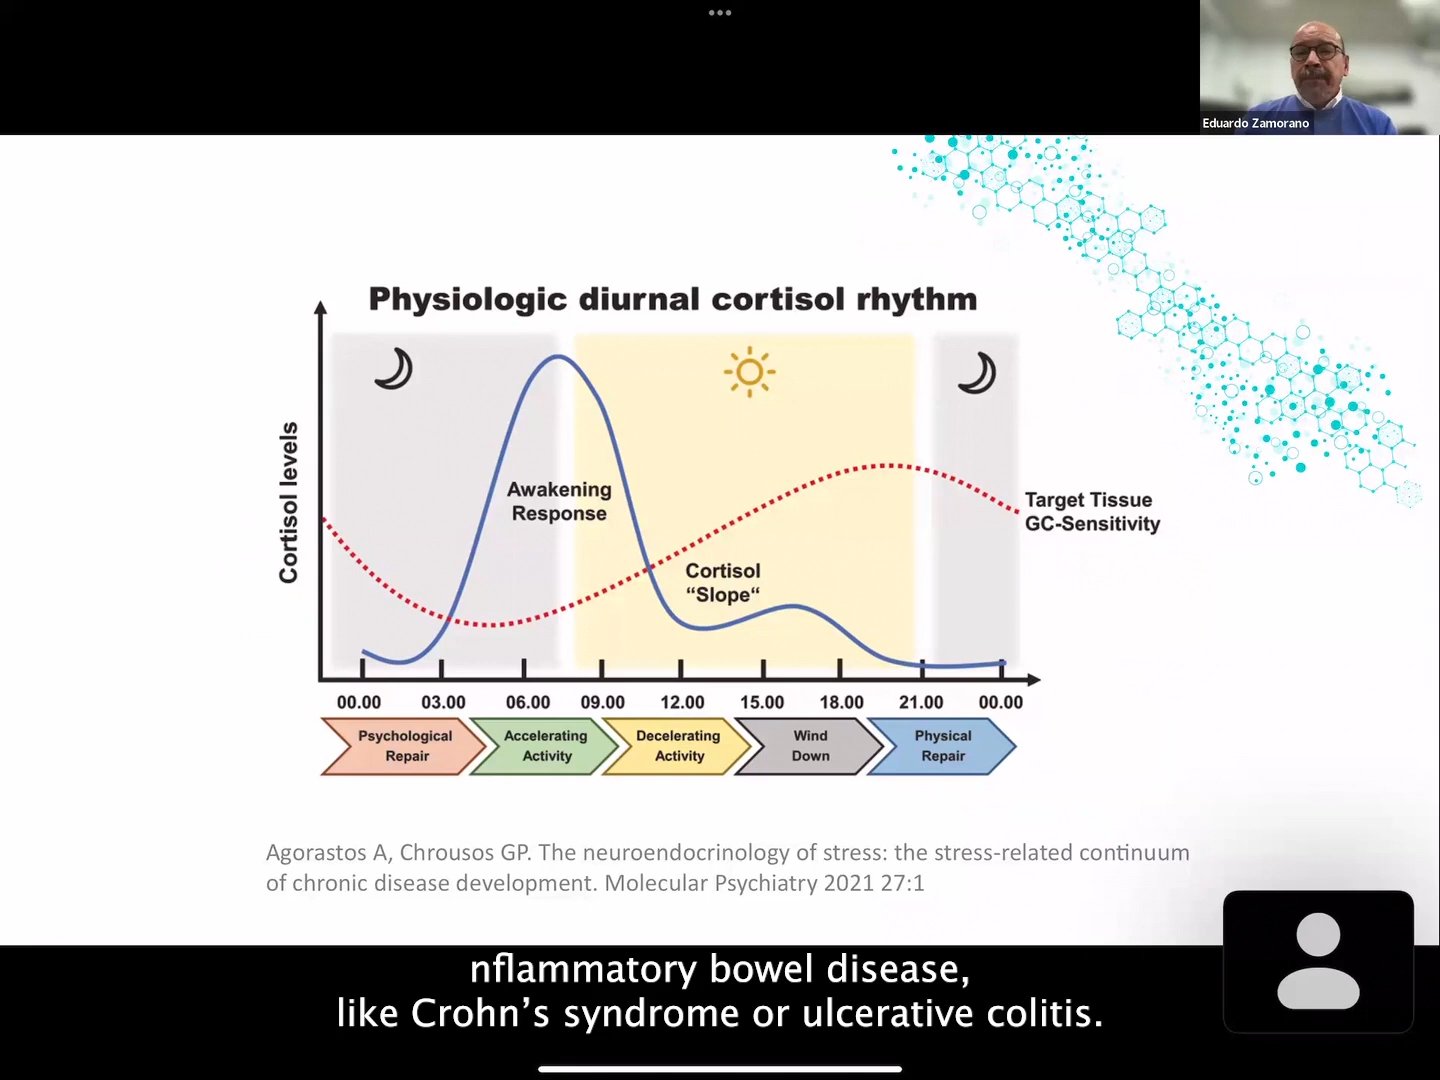 Eduardo Zamorano
Physiologic diurnal cortisol rhythm
Cortisol levels
Awakening
Response
Cortisol
“Slope“
Target Tissue
GC-Sensitivity
00.00 03.00 06.00 09.00 12.00 15.00 18.00 21.00 00.00
Psychological
Repair
Accelerating
Activity
Decelerating
Activity
Wind
Down
Physical
Repair
Agorastos A, Chrousos GP. The neuroendocrinology of stress: the stress-related continuum
of chronic disease development. Molecular Psychiatry 2021 27:1
nflammatory bowel disease,
like Crohn’s syndrome or ulcerative colitis.